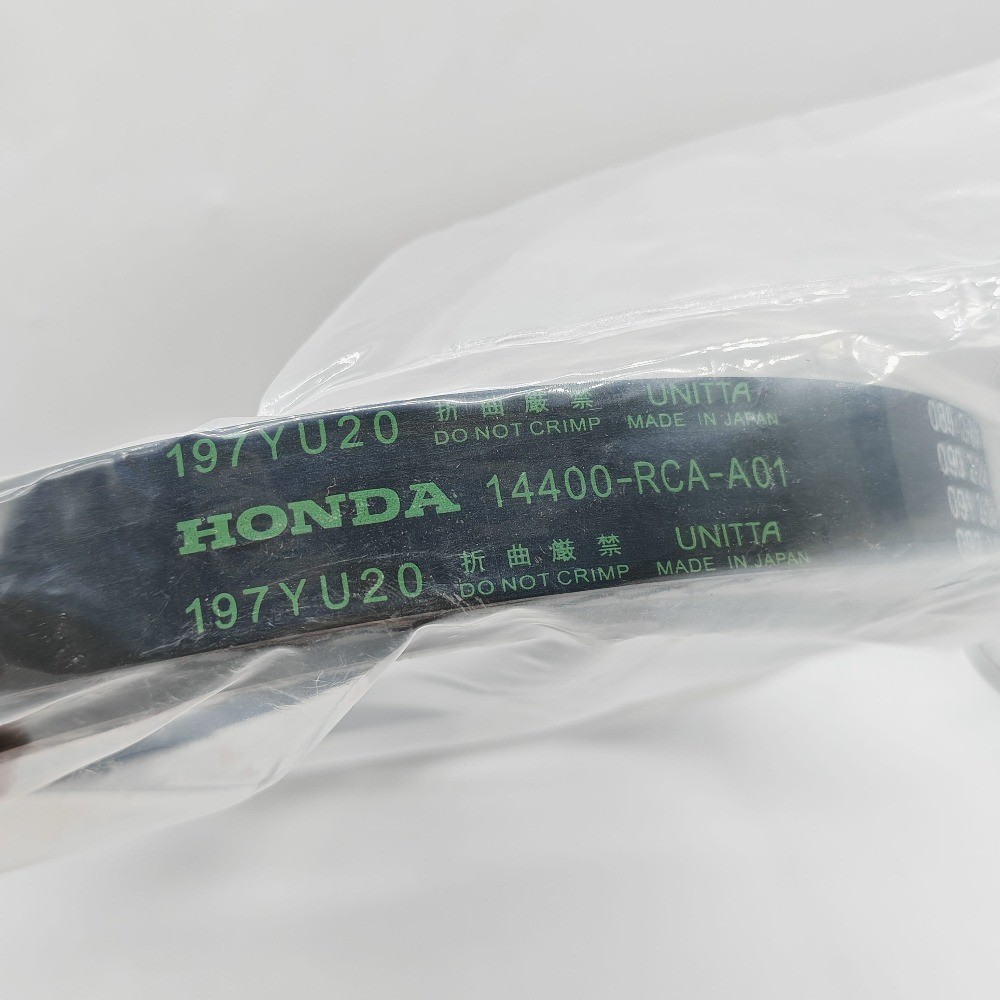 197YU20 折曲厳禁 UNITTA
DO NOT CRIMP MADE IN JAPAN
HONDA 14400-RCA-A01
197YU20 折曲厳禁 UNITTA
DO NOT CRIMP MADE IN JAPAN